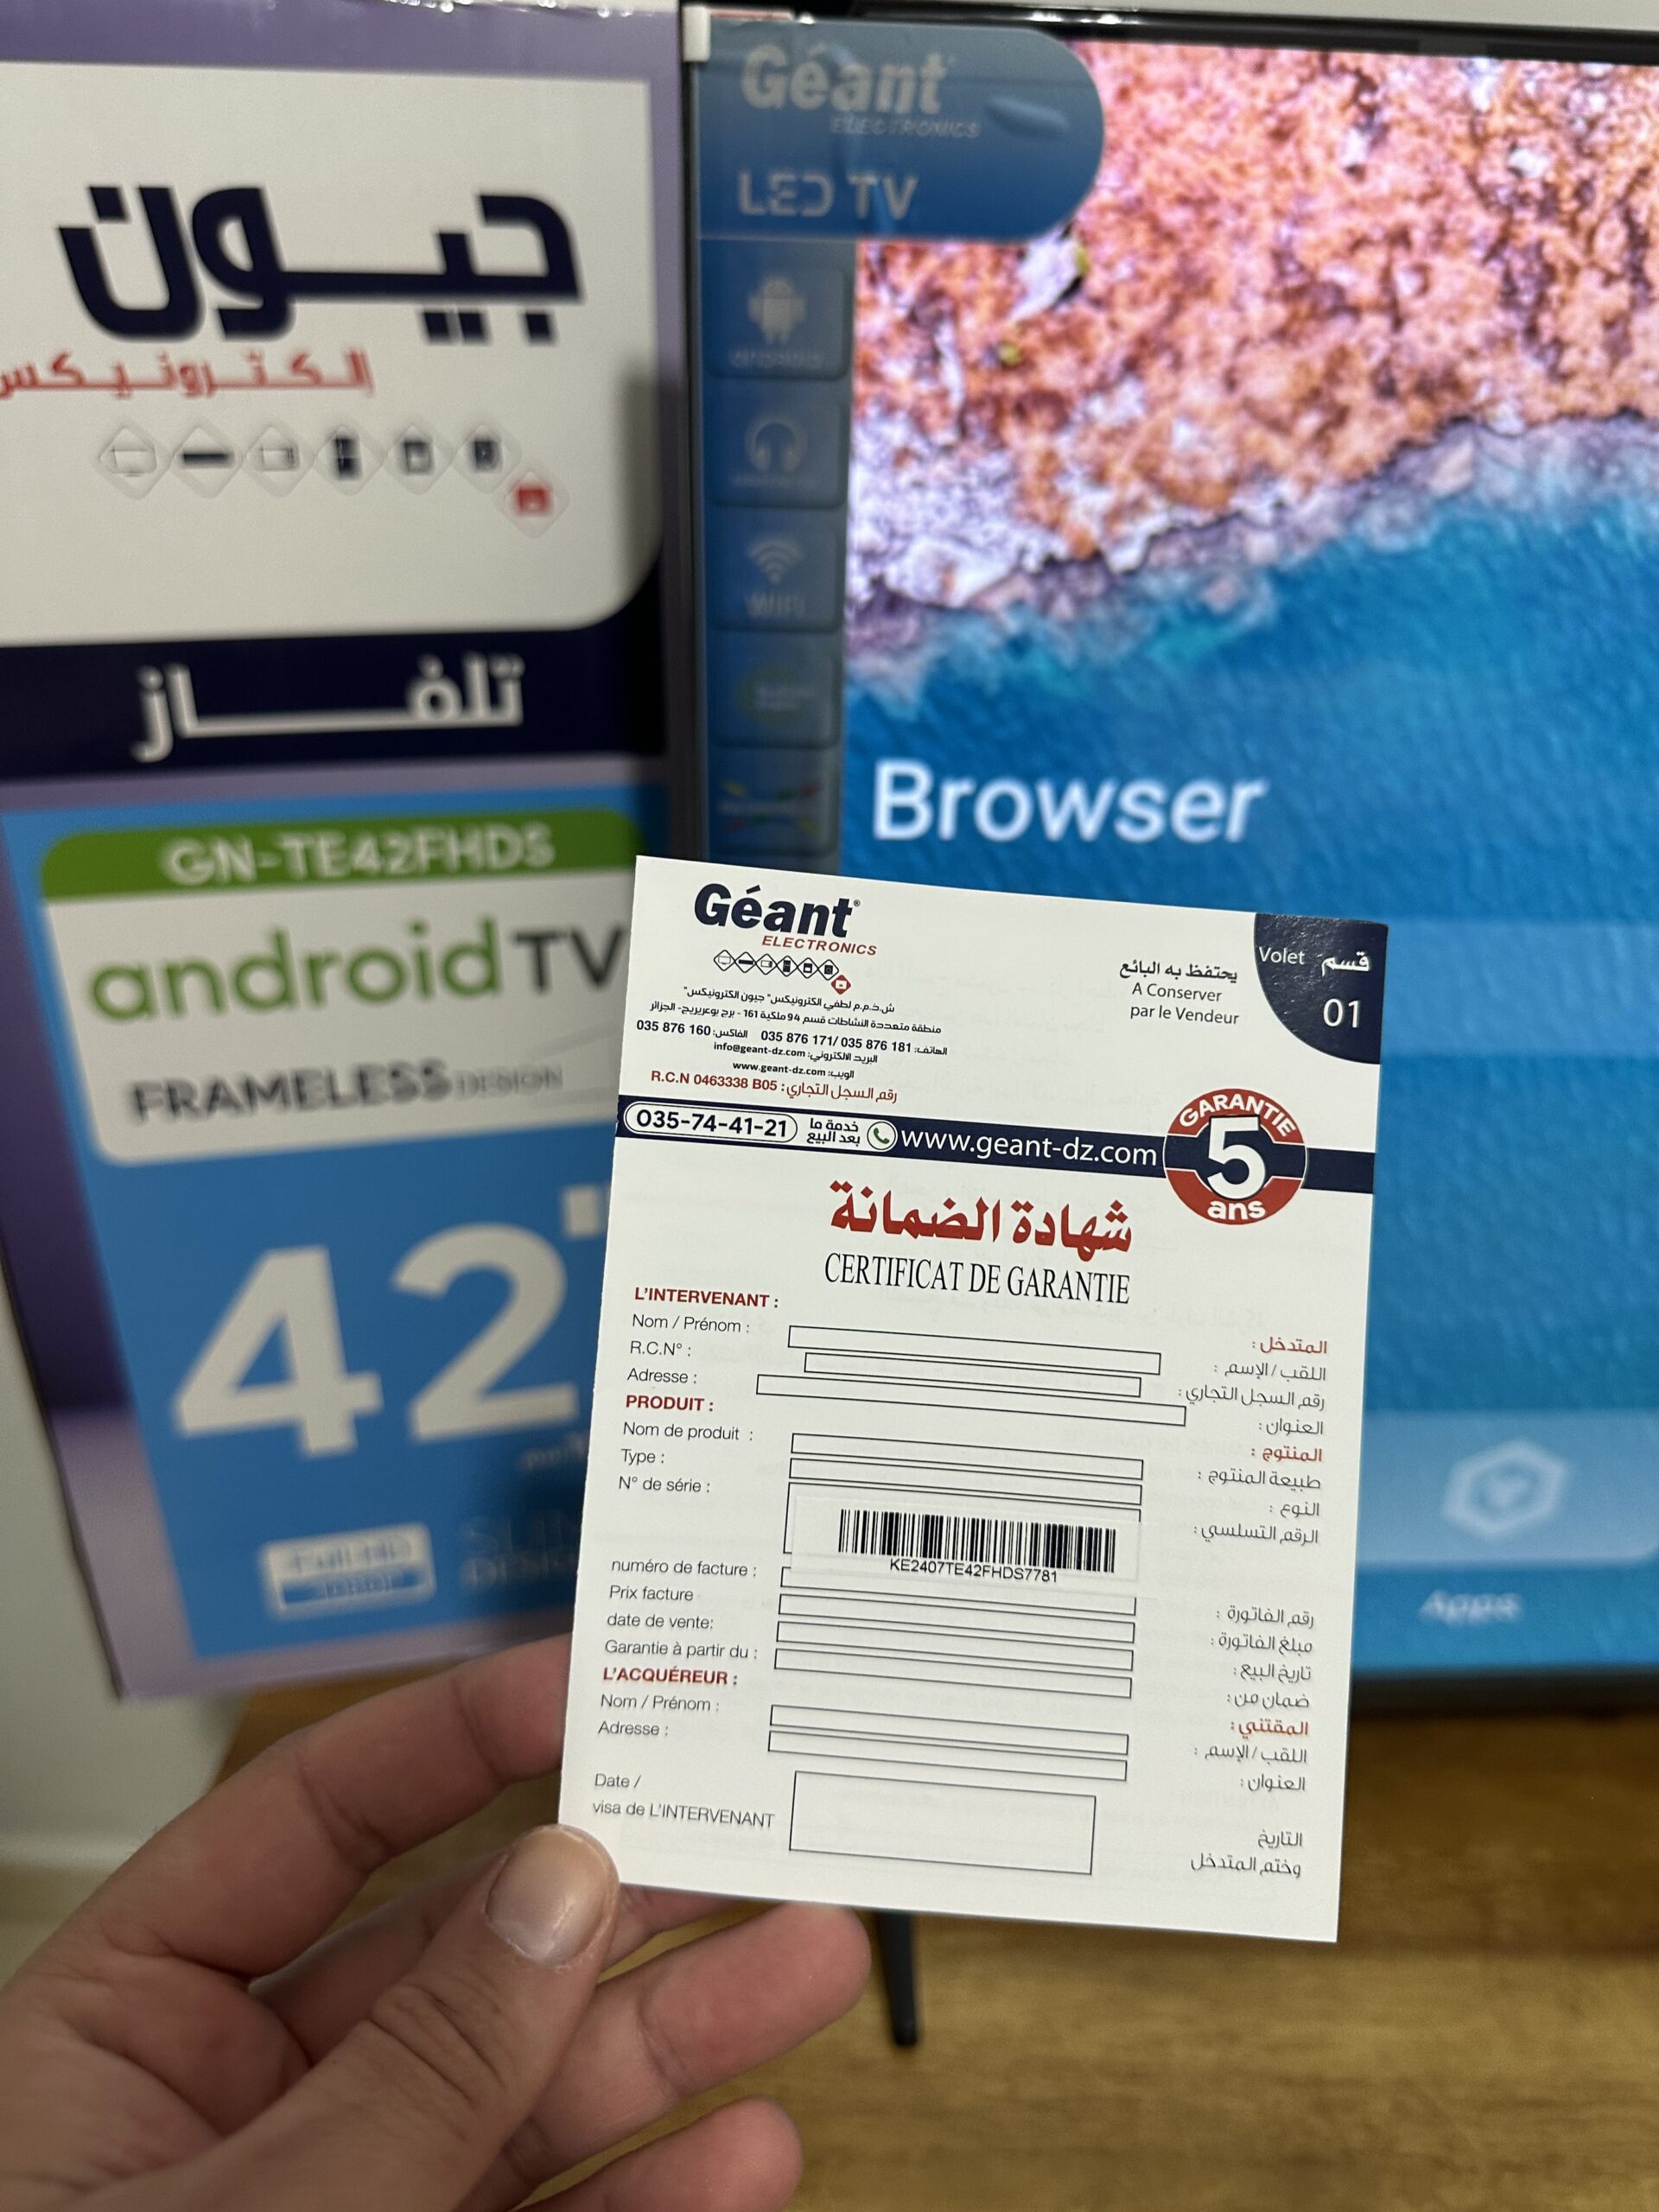 جيون
إلكترونيكس
تلفاز
GN-TE42FHDS
android TV
FRAMELESS DESIGN
42"
Full HD
SLIM
DESIGN
Géant
ELECTRONICS
LED TV
WIFI
Browser
Apps
Géant®
ELECTRONICS
ش.ذ.م.م لطفي الكترونيكس "جيون الكترونيكس"
منطقة متعددة النشاطات قسم 94 ملكية 161 - برج بوعريريج- الجزائر
الهاتف: 035 876 171/ 035 876 181 الفاكس: 035 876 160
البريد الالكتروني: info@geant-dz.com
الويب: www.geant-dz.com
رقم السجل التجاري: R.C.N 0463338 B05
يحتفظ به البائع
A Conserver
par le Vendeur
Volet قسم
01
035-74-41-21 خدمة ما بعد البيع www.geant-dz.com
GARANTIE
5
ans
شهادة الضمانة
CERTIFICAT DE GARANTIE
L'INTERVENANT : المتدخل :
Nom / Prénom : اللقب / الإسم :
R.C.N° : رقم السجل التجاري :
Adresse : العنوان :
PRODUIT : المنتوج :
Nom de produit : طبيعة المنتوج :
Type : النوع :
N° de série : الرقم التسلسلي :
KE2407TE42FHDS7781
numéro de facture : رقم الفاتورة :
Prix facture مبلغ الفاتورة :
date de vente: تاريخ البيع :
Garantie à partir du : ضمان من :
L'ACQUÉREUR : المقتني :
Nom / Prénom : اللقب / الإسم :
Adresse : العنوان :
Date / التاريخ
visa de L'INTERVENANT وختم المتدخل